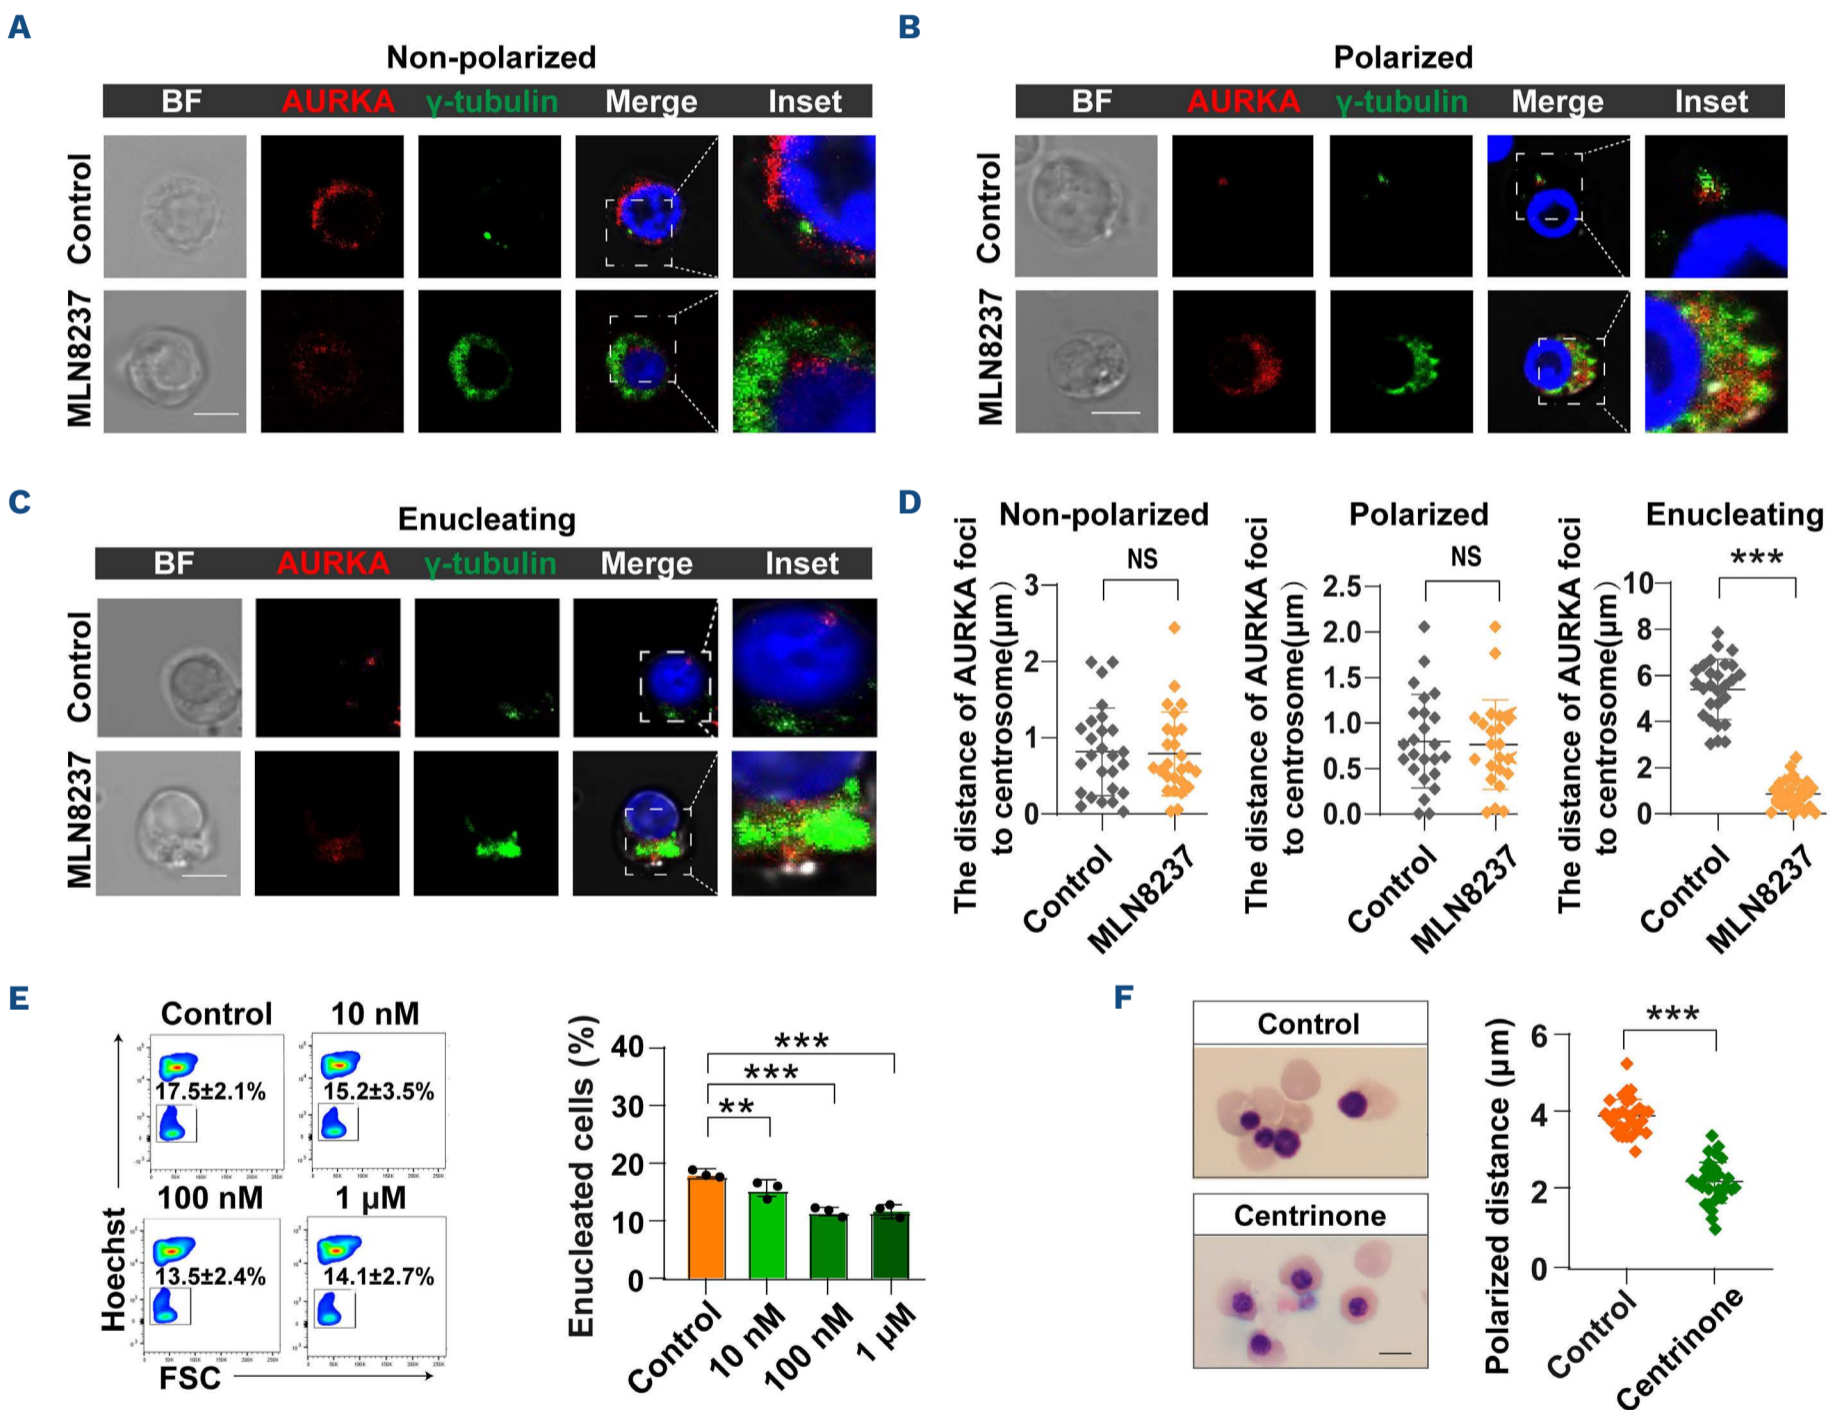 A
Non-polarized
BF AURKA γ-tubulin Merge Inset
Control
MLN8237
B
Polarized
BF AURKA γ-tubulin Merge Inset
Control
MLN8237
C
Enucleating
BF AURKA γ-tubulin Merge Inset
Control
MLN8237
D
Non-polarized
The distance of AURKA foci
to centrosome(μm)
NS
3
2
1
0
Control
MLN8237
Polarized
The distance of AURKA foci
to centrosome(μm)
NS
2.5
2.0
1.5
1.0
0.5
0.0
Control
MLN8237
Enucleating
The distance of AURKA foci
to centrosome(μm)
***
10
8
6
4
2
0
Control
MLN8237
E
Control
17.5±2.1%
10 nM
15.2±3.5%
100 nM
13.5±2.4%
1 μM
14.1±2.7%
Hoechst
FSC
Enucleated cells (%)
40
30
20
10
0
***
***
**
Control
10 nM
100 nM
1 μM
F
Control
Centrinone
Polarized distance (μm)
***
6
4
2
0
Control
Centrinone